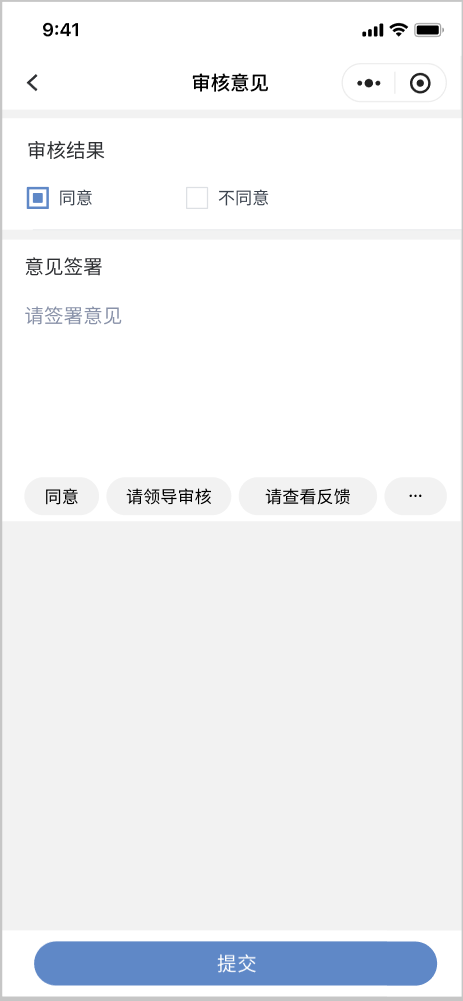 9:41
审核意见
审核结果
同意 不同意
意见签署
请签署意见
同意 请领导审核 请查看反馈 ···
提交